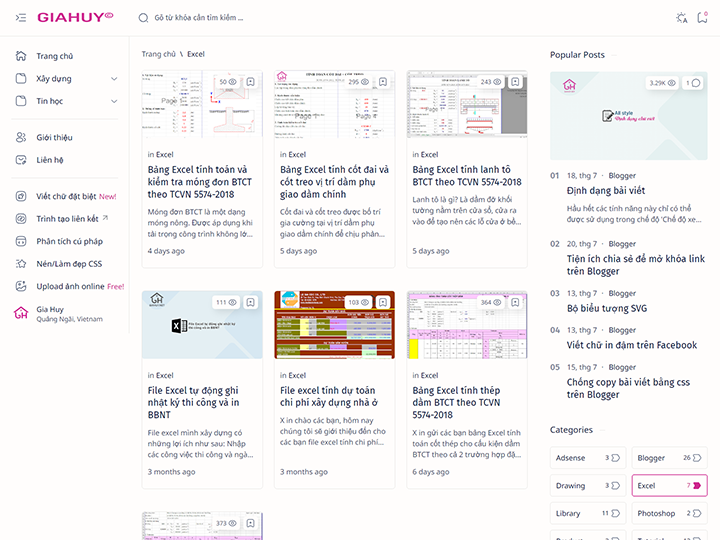 GIAHUY©
Gõ từ khóa cần tìm kiếm ...
0
Trang chủ
Xây dựng
Tin học
Giới thiệu
Liên hệ
Viết chữ đặt biệt New!
Trình tạo liên kết
Phân tích cú pháp
Nén/Làm đẹp CSS
Upload ảnh online Free!
Gia Huy
Quảng Ngãi, Vietnam
Trang chủ \ Excel
50
in Excel
Bảng Excel tính toán và
kiểm tra móng đơn BTCT
theo TCVN 5574-2018
Móng đơn BTCT là một dạng
móng nông. Được áp dụng khi
tải trọng công trình không lớ...
4 days ago
295
in Excel
Bảng Excel tính cốt đai và
cốt treo vị trí dầm phụ
giao dầm chính
Cốt đai và cốt treo được bố trí
gia cường tại vị trí dầm phụ
giao dầm chính để chịu phản...
5 days ago
243
in Excel
Bảng Excel tính lanh tô
BTCT theo TCVN 5574-2018
Lanh tô là gì? Là dầm đỡ khối
tường nằm trên cửa sổ, cửa ra
vào để tạo nên các lỗ cửa ở bề...
5 days ago
111
in Excel
File Excel tự động ghi
nhật ký thi công và in
BBNT
File excel mình xây dựng có
những lợi ích như sau: Nhập
các công việc thi công và ngà...
3 months ago
103
in Excel
File excel tính dự toán
chi phí xây dựng nhà ở
X in chào các bạn, hôm nay
chúng tôi sẽ giới thiệu đến cho
các bạn file excel tính chi phí...
3 months ago
364
in Excel
Bảng Excel tính thép
dầm BTCT theo TCVN
5574-2018
X in gửi các bạn bảng Excel tính
toán cốt thép cho cấu kiện dầm
BTCT theo cả 2 trường hợp đặ...
6 days ago
373
Popular Posts
3.29K
1
All style
Định dạng chữ mới
01 18, thg 7 · Blogger
Định dạng bài viết
Hầu hết các tính năng này chỉ có thể
được sử dụng trong chế độ 'Chế độ xe...
02 20, thg 7 · Blogger
Tiện ích chia sẻ để mở khóa link
trên Blogger
03 13, thg 7 · Blogger
Bộ biểu tượng SVG
04 13, thg 7 · Blogger
Viết chữ in đậm trên Facebook
05 15, thg 7 · Blogger
Chống copy bài viết bằng css
trên Blogger
Categories
Adsense 3
Blogger 26
Drawing 3
Excel 7
Library 11
Photoshop 2